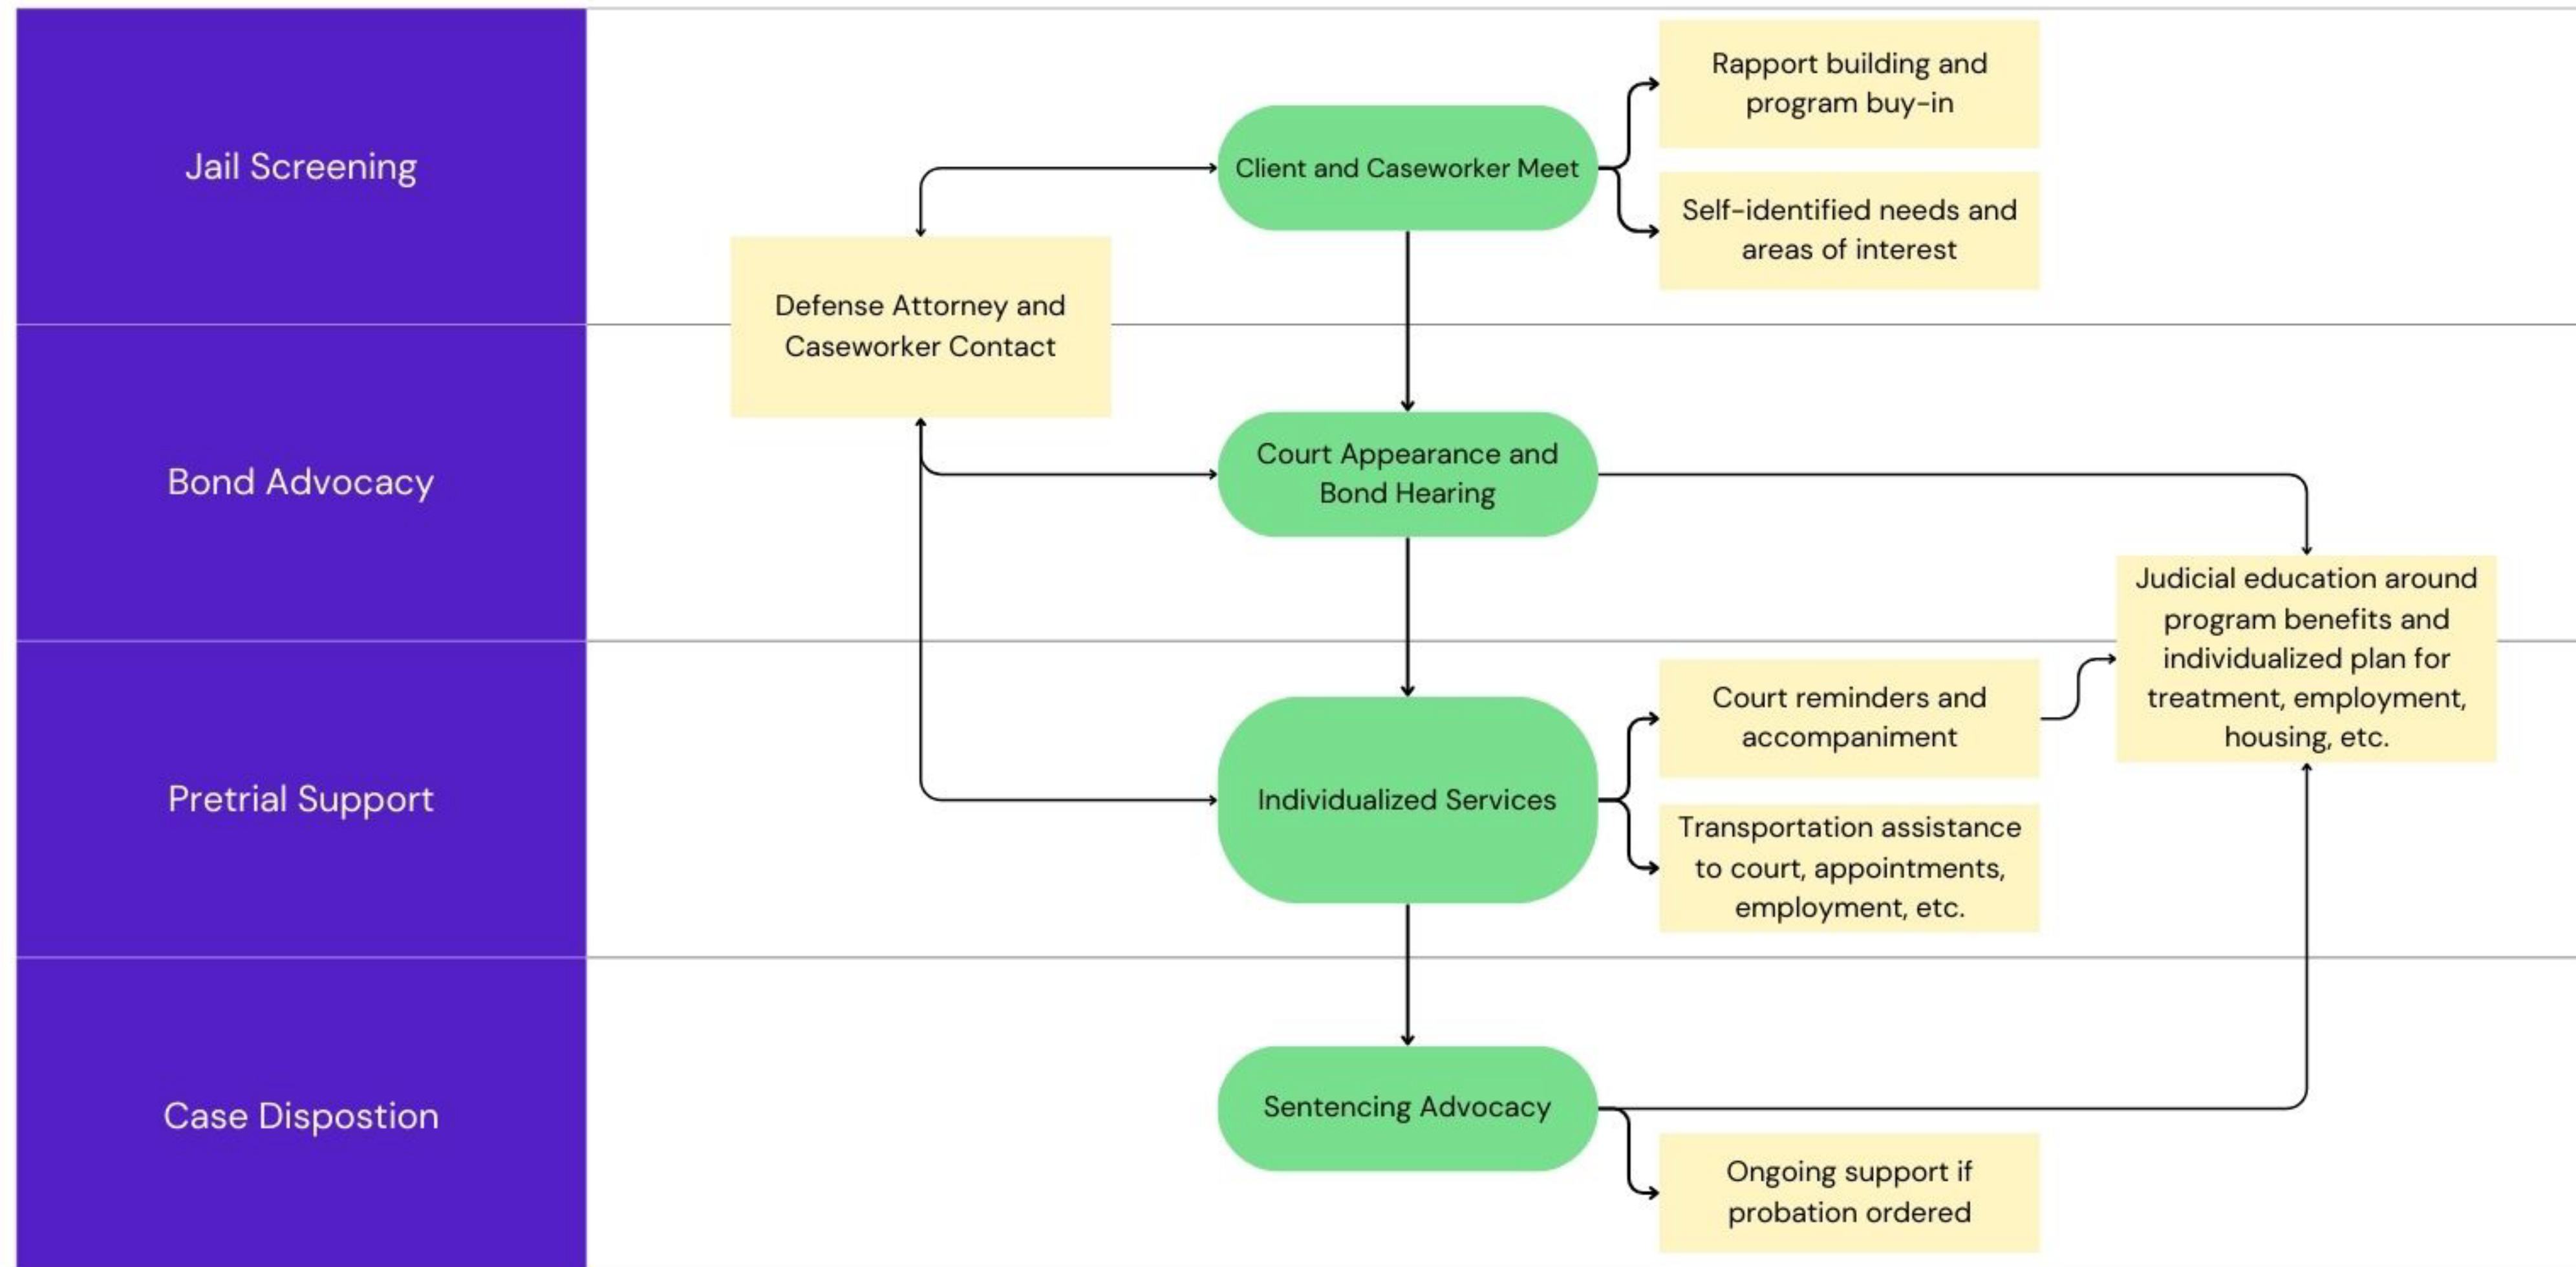 Jail Screening
Client and Caseworker Meet
Rapport building and
program buy-in
Self-identified needs and
areas of interest
Defense Attorney and
Caseworker Contact
Bond Advocacy
Court Appearance and
Bond Hearing
Judicial education around
program benefits and
individualized plan for
treatment, employment,
housing, etc.
Pretrial Support
Individualized Services
Court reminders and
accompaniment
Transportation assistance
to court, appointments,
employment, etc.
Case Dispostion
Sentencing Advocacy
Ongoing support if
probation ordered